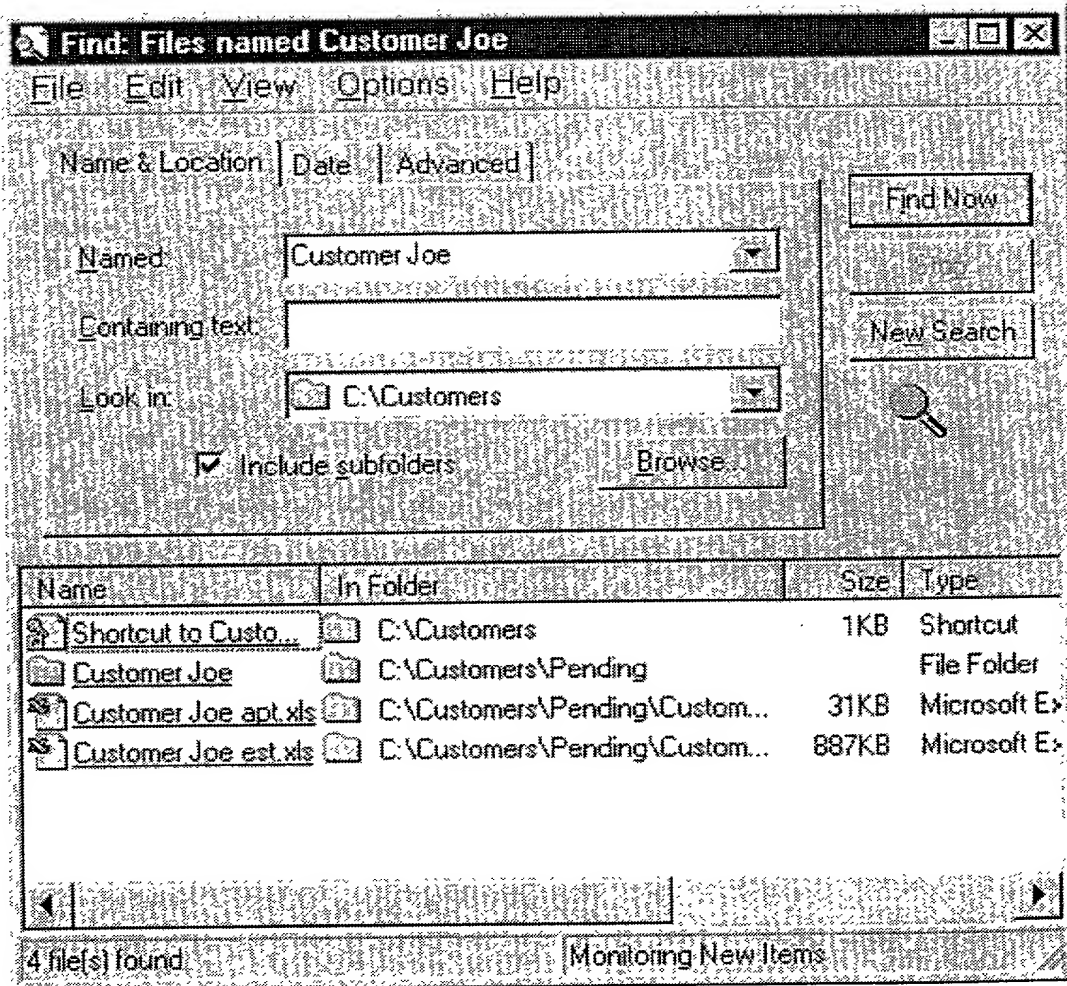 Find: Files named Customer Joe
File Edit View Options Help
Name & Location Date Advanced
Find Now
Named: Customer Joe
Stop
Containing text:
New Search
Look in: C:\Customers
Include subfolders Browse...
Name In Folder Size Type
Shortcut to Custo... C:\Customers 1KB Shortcut
Customer Joe C:\Customers\Pending File Folder
Customer Joe apt.xls C:\Customers\Pending\Custom... 31KB Microsoft Ex
Customer Joe est.xls C:\Customers\Pending\Custom... 887KB Microsoft Ex
4 file(s) found Monitoring New Items